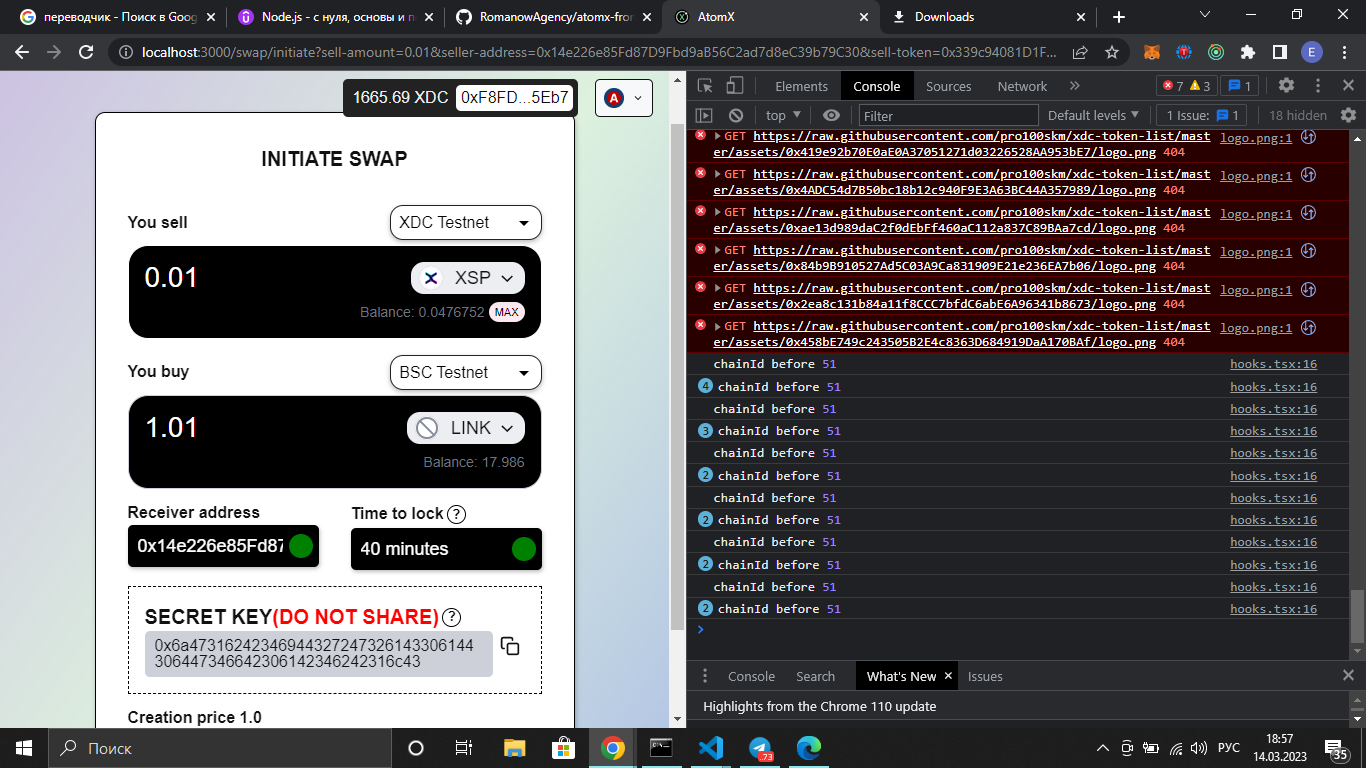 переводчик - Поиск в Goog
Node.js - с нуля, основы и п
RomanowAgency/atomx-fron
AtomX
Downloads
localhost:3000/swap/initiate?sell-amount=0.01&seller-address=0x14e226e85Fd87D9Fbd9aB56C2ad7d8eC39b79C30&sell-token=0x339c94081D1F...
E
1665.69 XDC 0xF8FD...5Eb7
A
INITIATE SWAP
You sell
XDC Testnet
0.01
XSP
Balance: 0.0476752 MAX
You buy
BSC Testnet
1.01
LINK
Balance: 17.986
Receiver address
Time to lock ?
0x14e226e85Fd87
40 minutes
SECRET KEY(DO NOT SHARE) ?
0x6a47316242346944327247326143306144
30644734664230614234624231 6c43
Creation price 1.0
Elements
Console
Sources
Network
7 3 1
top
Filter
Default levels
1 Issue: 1
18 hidden
GET https://raw.githubusercontent.com/pro100skm/xdc-token-list/mast logo.png:1
er/assets/0x419e92b70E0aE0A37051271d03226528AA953bE7/logo.png 404
GET https://raw.githubusercontent.com/pro100skm/xdc-token-list/mast logo.png:1
er/assets/0x4ADC54d7B50bc18b12c940F9E3A63BC44A357989/logo.png 404
GET https://raw.githubusercontent.com/pro100skm/xdc-token-list/mast logo.png:1
er/assets/0xae13d989daC2f0dEbFf460aC112a837C89BAa7cd/logo.png 404
GET https://raw.githubusercontent.com/pro100skm/xdc-token-list/mast logo.png:1
er/assets/0x84b9B910527Ad5C03A9Ca831909E21e236EA7b06/logo.png 404
GET https://raw.githubusercontent.com/pro100skm/xdc-token-list/mast logo.png:1
er/assets/0x2ea8c131b84a11f8CCC7bfdC6abE6A96341b8673/logo.png 404
GET https://raw.githubusercontent.com/pro100skm/xdc-token-list/mast logo.png:1
er/assets/0x458bE749c243505B2E4c8363D684919DaA170BAf/logo.png 404
chainId before 51 hooks.tsx:16
4 chainId before 51 hooks.tsx:16
chainId before 51 hooks.tsx:16
3 chainId before 51 hooks.tsx:16
chainId before 51 hooks.tsx:16
2 chainId before 51 hooks.tsx:16
chainId before 51 hooks.tsx:16
2 chainId before 51 hooks.tsx:16
chainId before 51 hooks.tsx:16
2 chainId before 51 hooks.tsx:16
chainId before 51 hooks.tsx:16
2 chainId before 51 hooks.tsx:16
Console
Search
What's New
Issues
Highlights from the Chrome 110 update
Поиск
73
РУС
18:57
14.03.2023
35